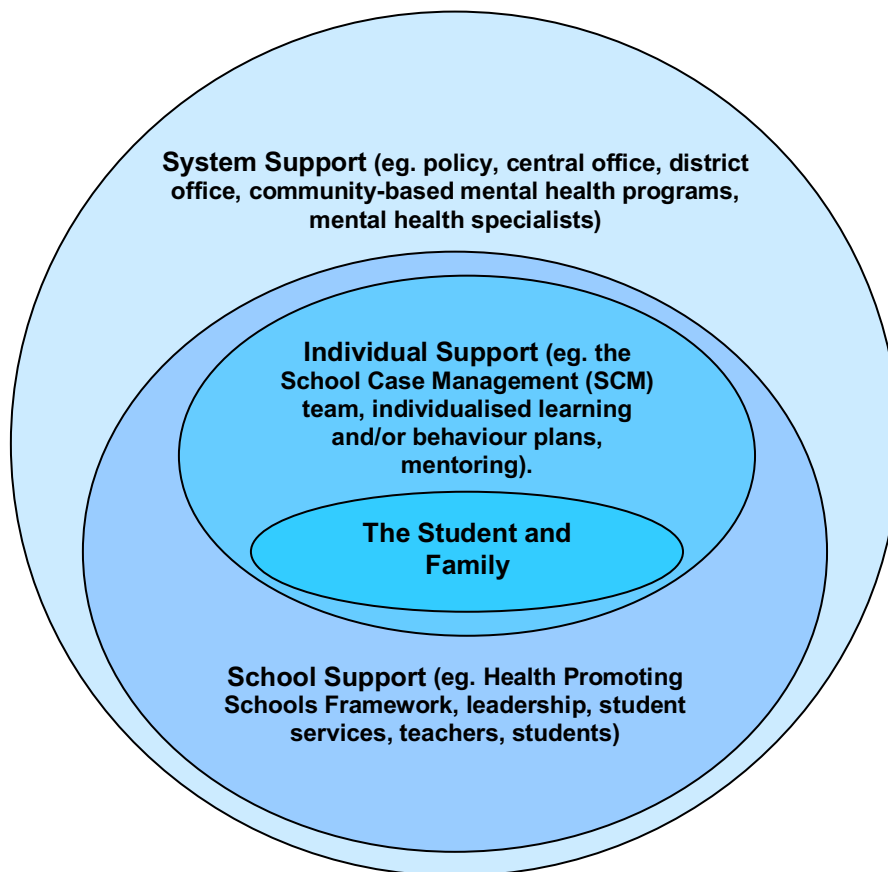 System Support (eg. policy, central office, district
office, community-based mental health programs,
mental health specialists)
Individual Support (eg. the
School Case Management (SCM)
team, individualised learning
and/or behaviour plans,
mentoring).
The Student and
Family
School Support (eg. Health Promoting
Schools Framework, leadership, student
services, teachers, students)